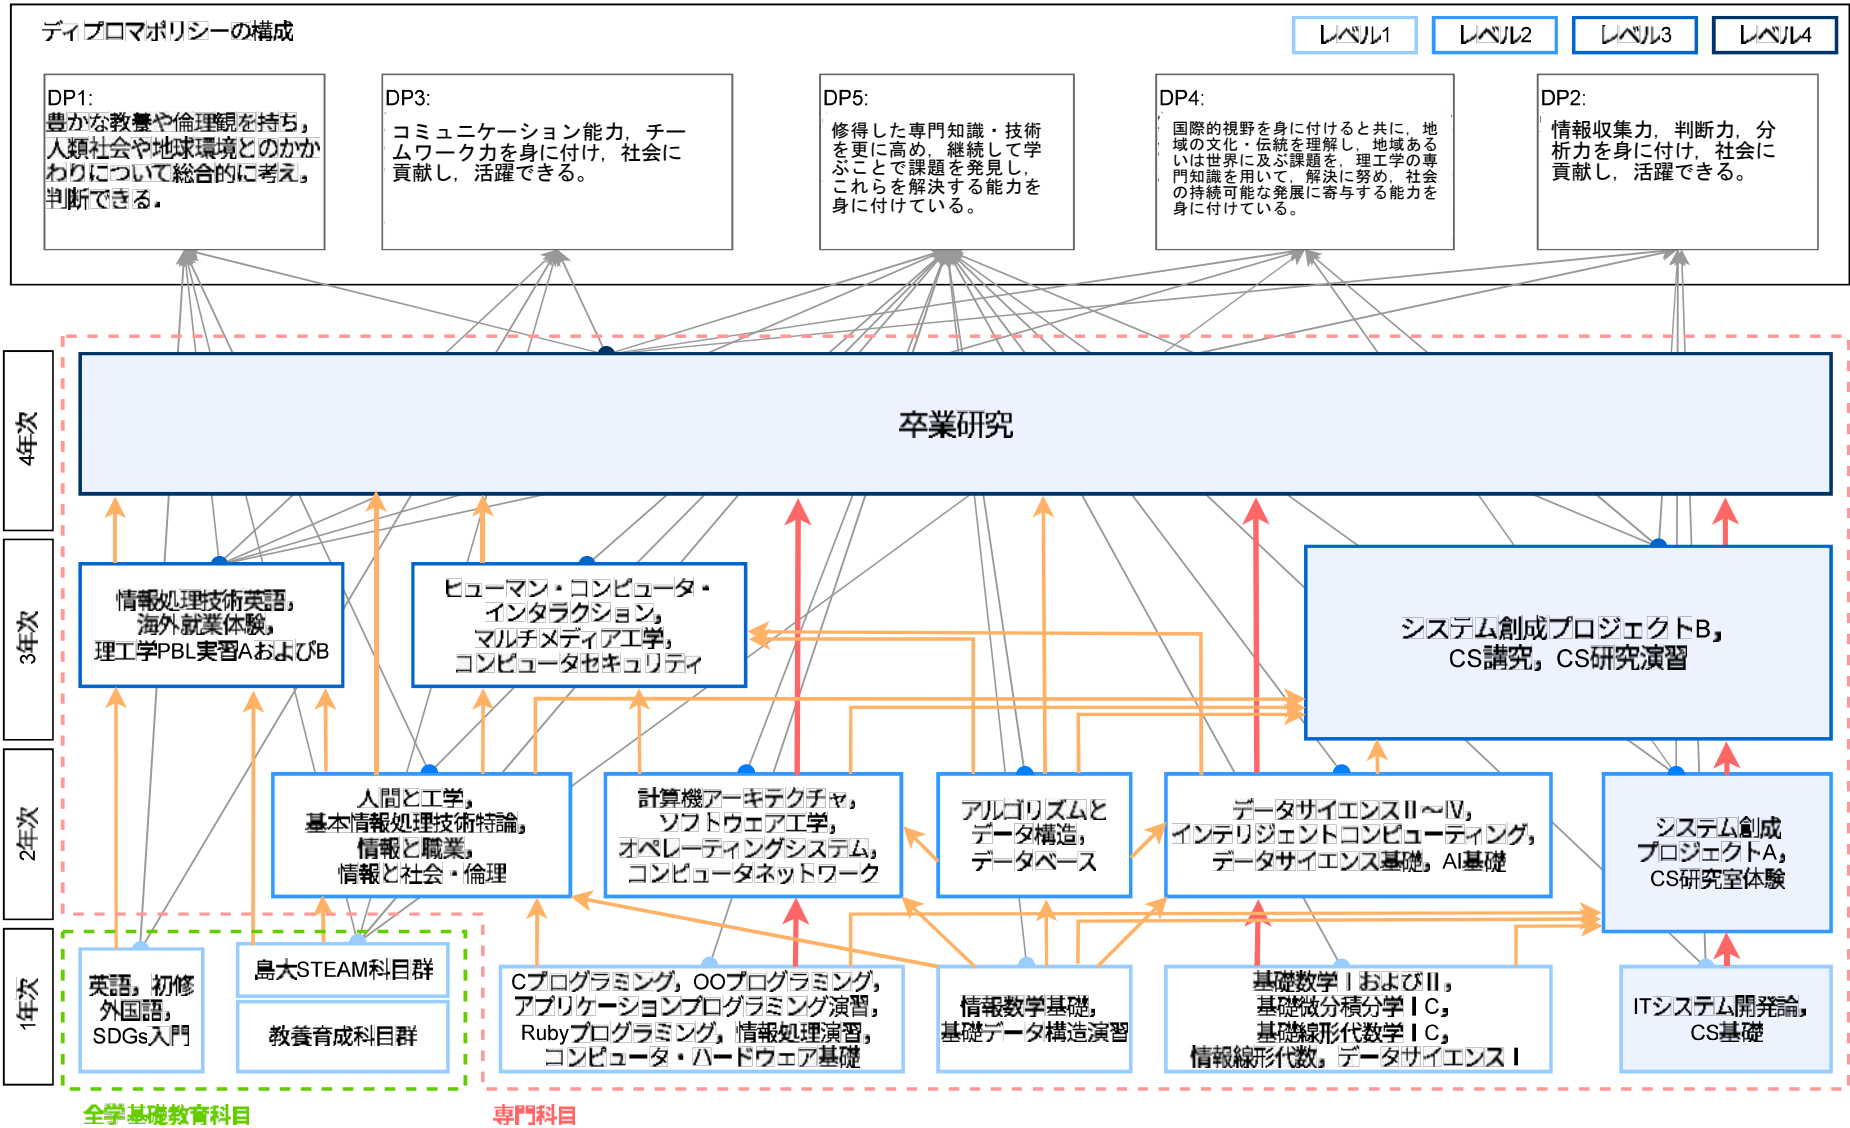 ディプロマポリシーの構成
レベル1
レベル2
レベル3
レベル4
DP1:
豊かな教養や倫理観を持ち，
人類社会や地球環境とのかか
わりについて総合的に考え，
判断できる．
DP3:
コミュニケーション能力，チー
ムワーク力を身に付け，社会に
貢献し，活躍できる。
DP5:
修得した専門知識・技術
を更に高め，継続して学
ぶことで課題を発見し，
これらを解決する能力を
身に付けている。
DP4:
国際的視野を身に付けると共に，地
域の文化・伝統を理解し，地域ある
いは世界に及ぶ課題を，理工学の専
門知識を用いて，解決に努め，社会
の持続可能な発展に寄与する能力を
身に付けている。
DP2:
情報収集力，判断力，分
析力を身に付け，社会に
貢献し，活躍できる。
4年次
卒業研究
3年次
情報処理技術英語，
海外就業体験，
理工学PBL実習AおよびB
ヒューマン・コンピュータ・
インタラクション，
マルチメディア工学，
コンピュータセキュリティ
システム創成プロジェクトB，
CS講究，CS研究演習
2年次
人間と工学，
基本情報処理技術特論，
情報と職業，
情報と社会・倫理
計算機アーキテクチャ，
ソフトウェア工学，
オペレーティングシステム，
コンピュータネットワーク
アルゴリズムと
データ構造，
データベース
データサイエンスⅡ～Ⅳ，
インテリジェントコンピューティング，
データサイエンス基礎，AI基礎
システム創成
プロジェクトA，
CS研究室体験
1年次
英語，初修
外国語，
SDGs入門
島大STEAM科目群
教養育成科目群
Cプログラミング，OOプログラミング，
アプリケーションプログラミング演習，
Rubyプログラミング，情報処理演習，
コンピュータ・ハードウェア基礎
情報数学基礎，
基礎データ構造演習
基礎数学ⅠおよびⅡ，
基礎微分積分学ⅠC，
基礎線形代数学ⅠC，
情報線形代数，データサイエンスⅠ
ITシステム開発論，
CS基礎
全学基礎教育科目
専門科目